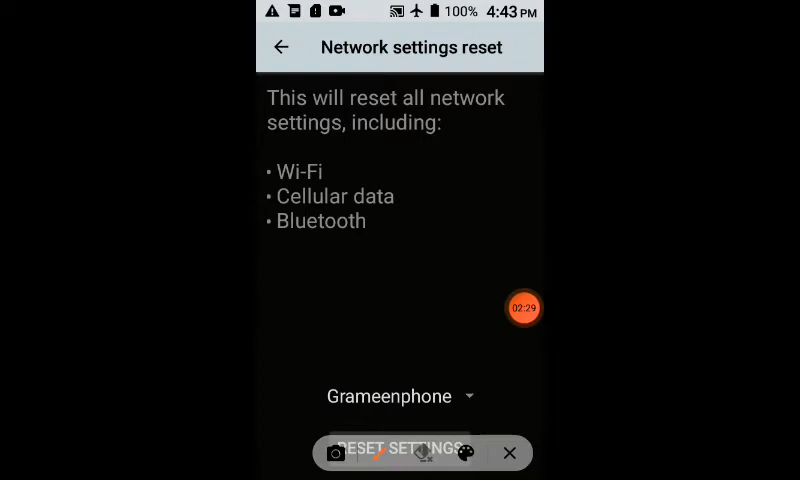 100% 4:43 PM
Network settings reset
This will reset all network
settings, including:
• Wi-Fi
• Cellular data
• Bluetooth
02:29
Grameenphone
RESET SETTINGS